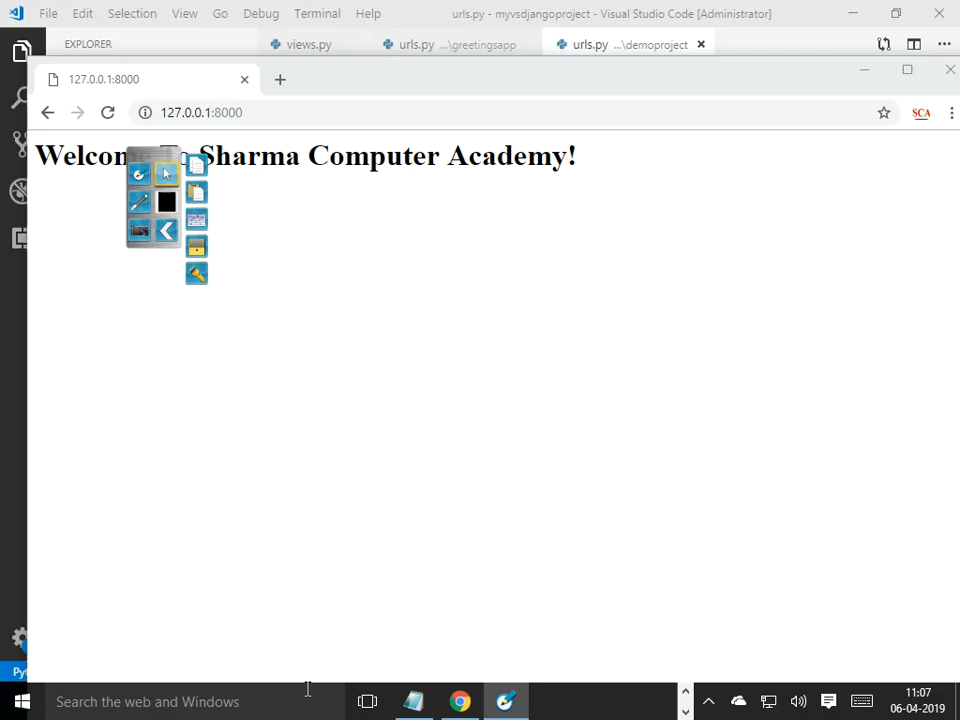 File Edit Selection View Go Debug Terminal Help urls.py - myvsdjangoproject - Visual Studio Code [Administrator]
EXPLORER views.py urls.py ...\greetingsapp urls.py ...\demoproject
127.0.0.1:8000
127.0.0.1:8000 SCA
Sharma Computer Academy!
Search the web and Windows
11:07
06-04-2019